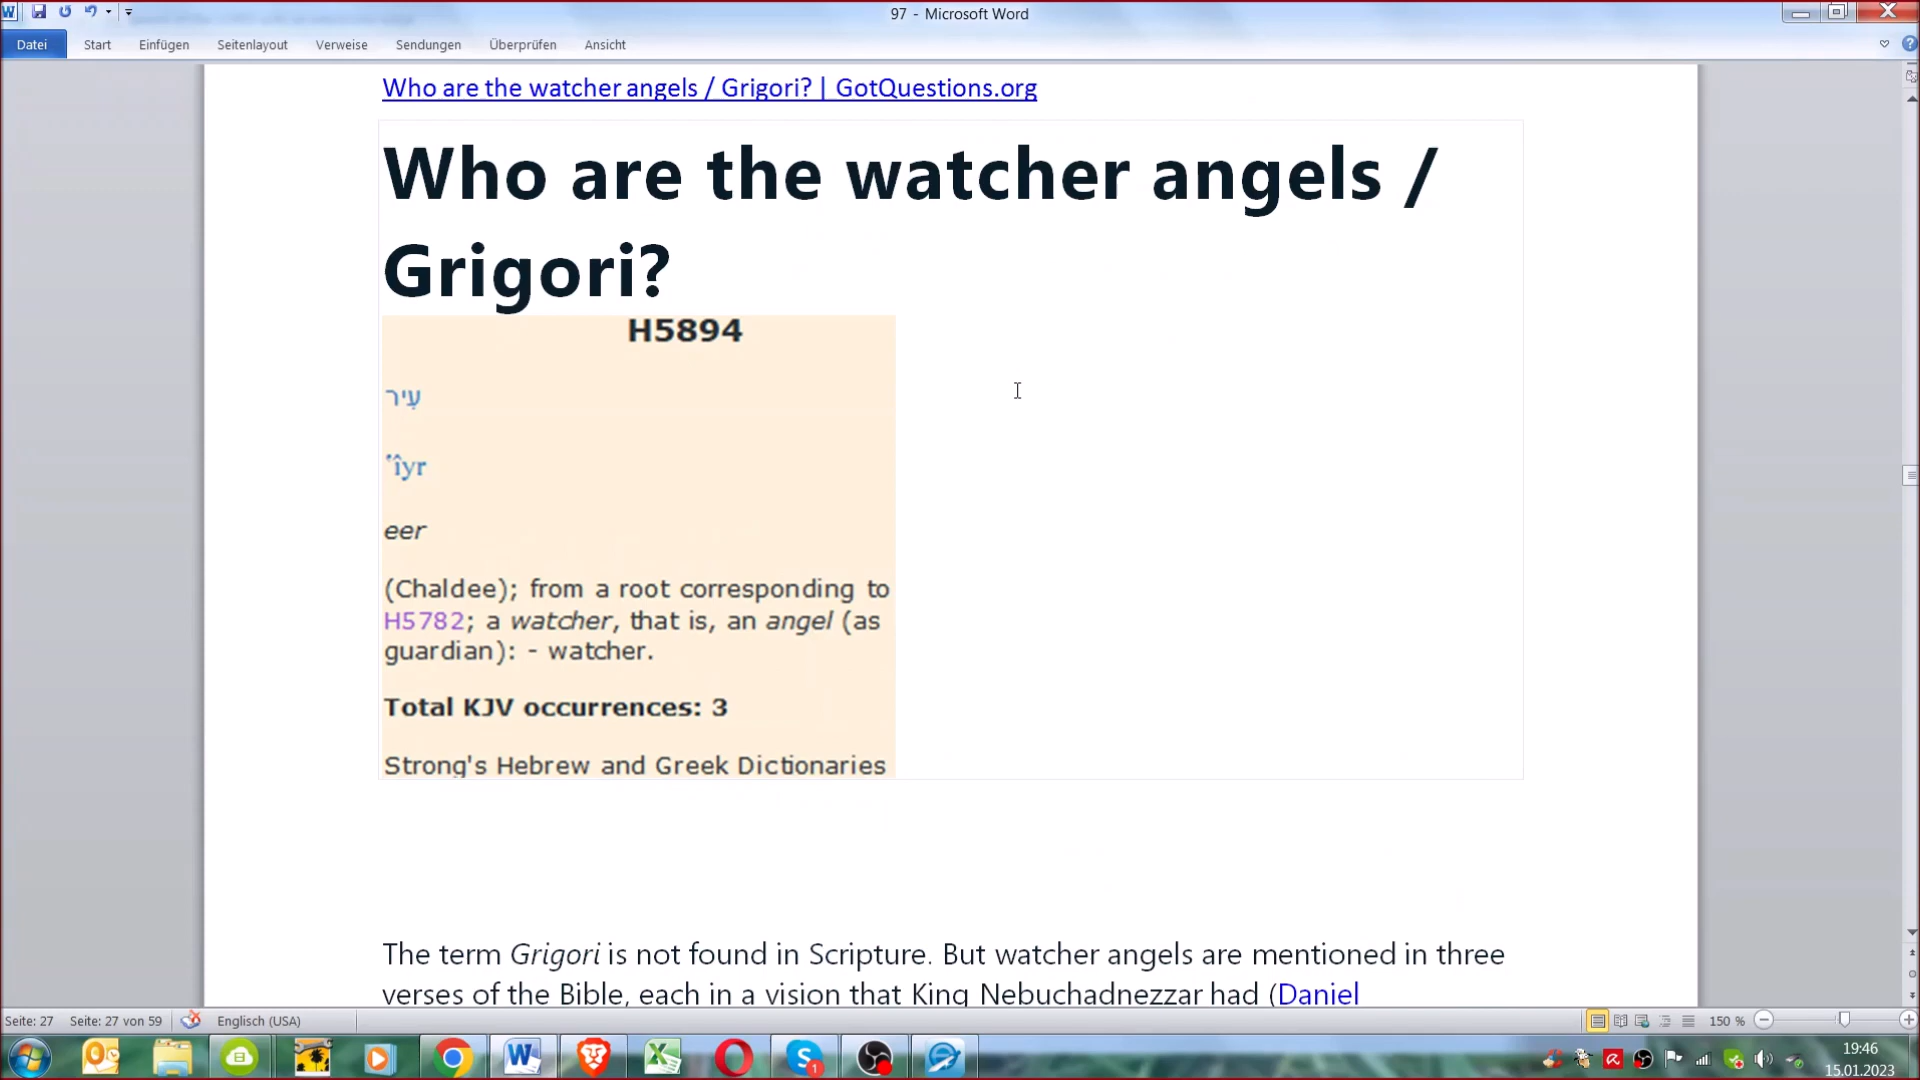 97 - Microsoft Word
Datei Start Einfügen Seitenlayout Verweise Sendungen Überprüfen Ansicht
Who are the watcher angels / Grigori? | GotQuestions.org
Who are the watcher angels /
Grigori?
H5894
עִיר
‛îyr
eer
(Chaldee); from a root corresponding to
H5782; a watcher, that is, an angel (as
guardian): - watcher.
Total KJV occurrences: 3
Strong's Hebrew and Greek Dictionaries
The term Grigori is not found in Scripture. But watcher angels are mentioned in three
verses of the Bible, each in a vision that King Nebuchadnezzar had (Daniel
Seite: 27 Seite: 27 von 59 Englisch (USA) 150 %
19:46
15.01.2023